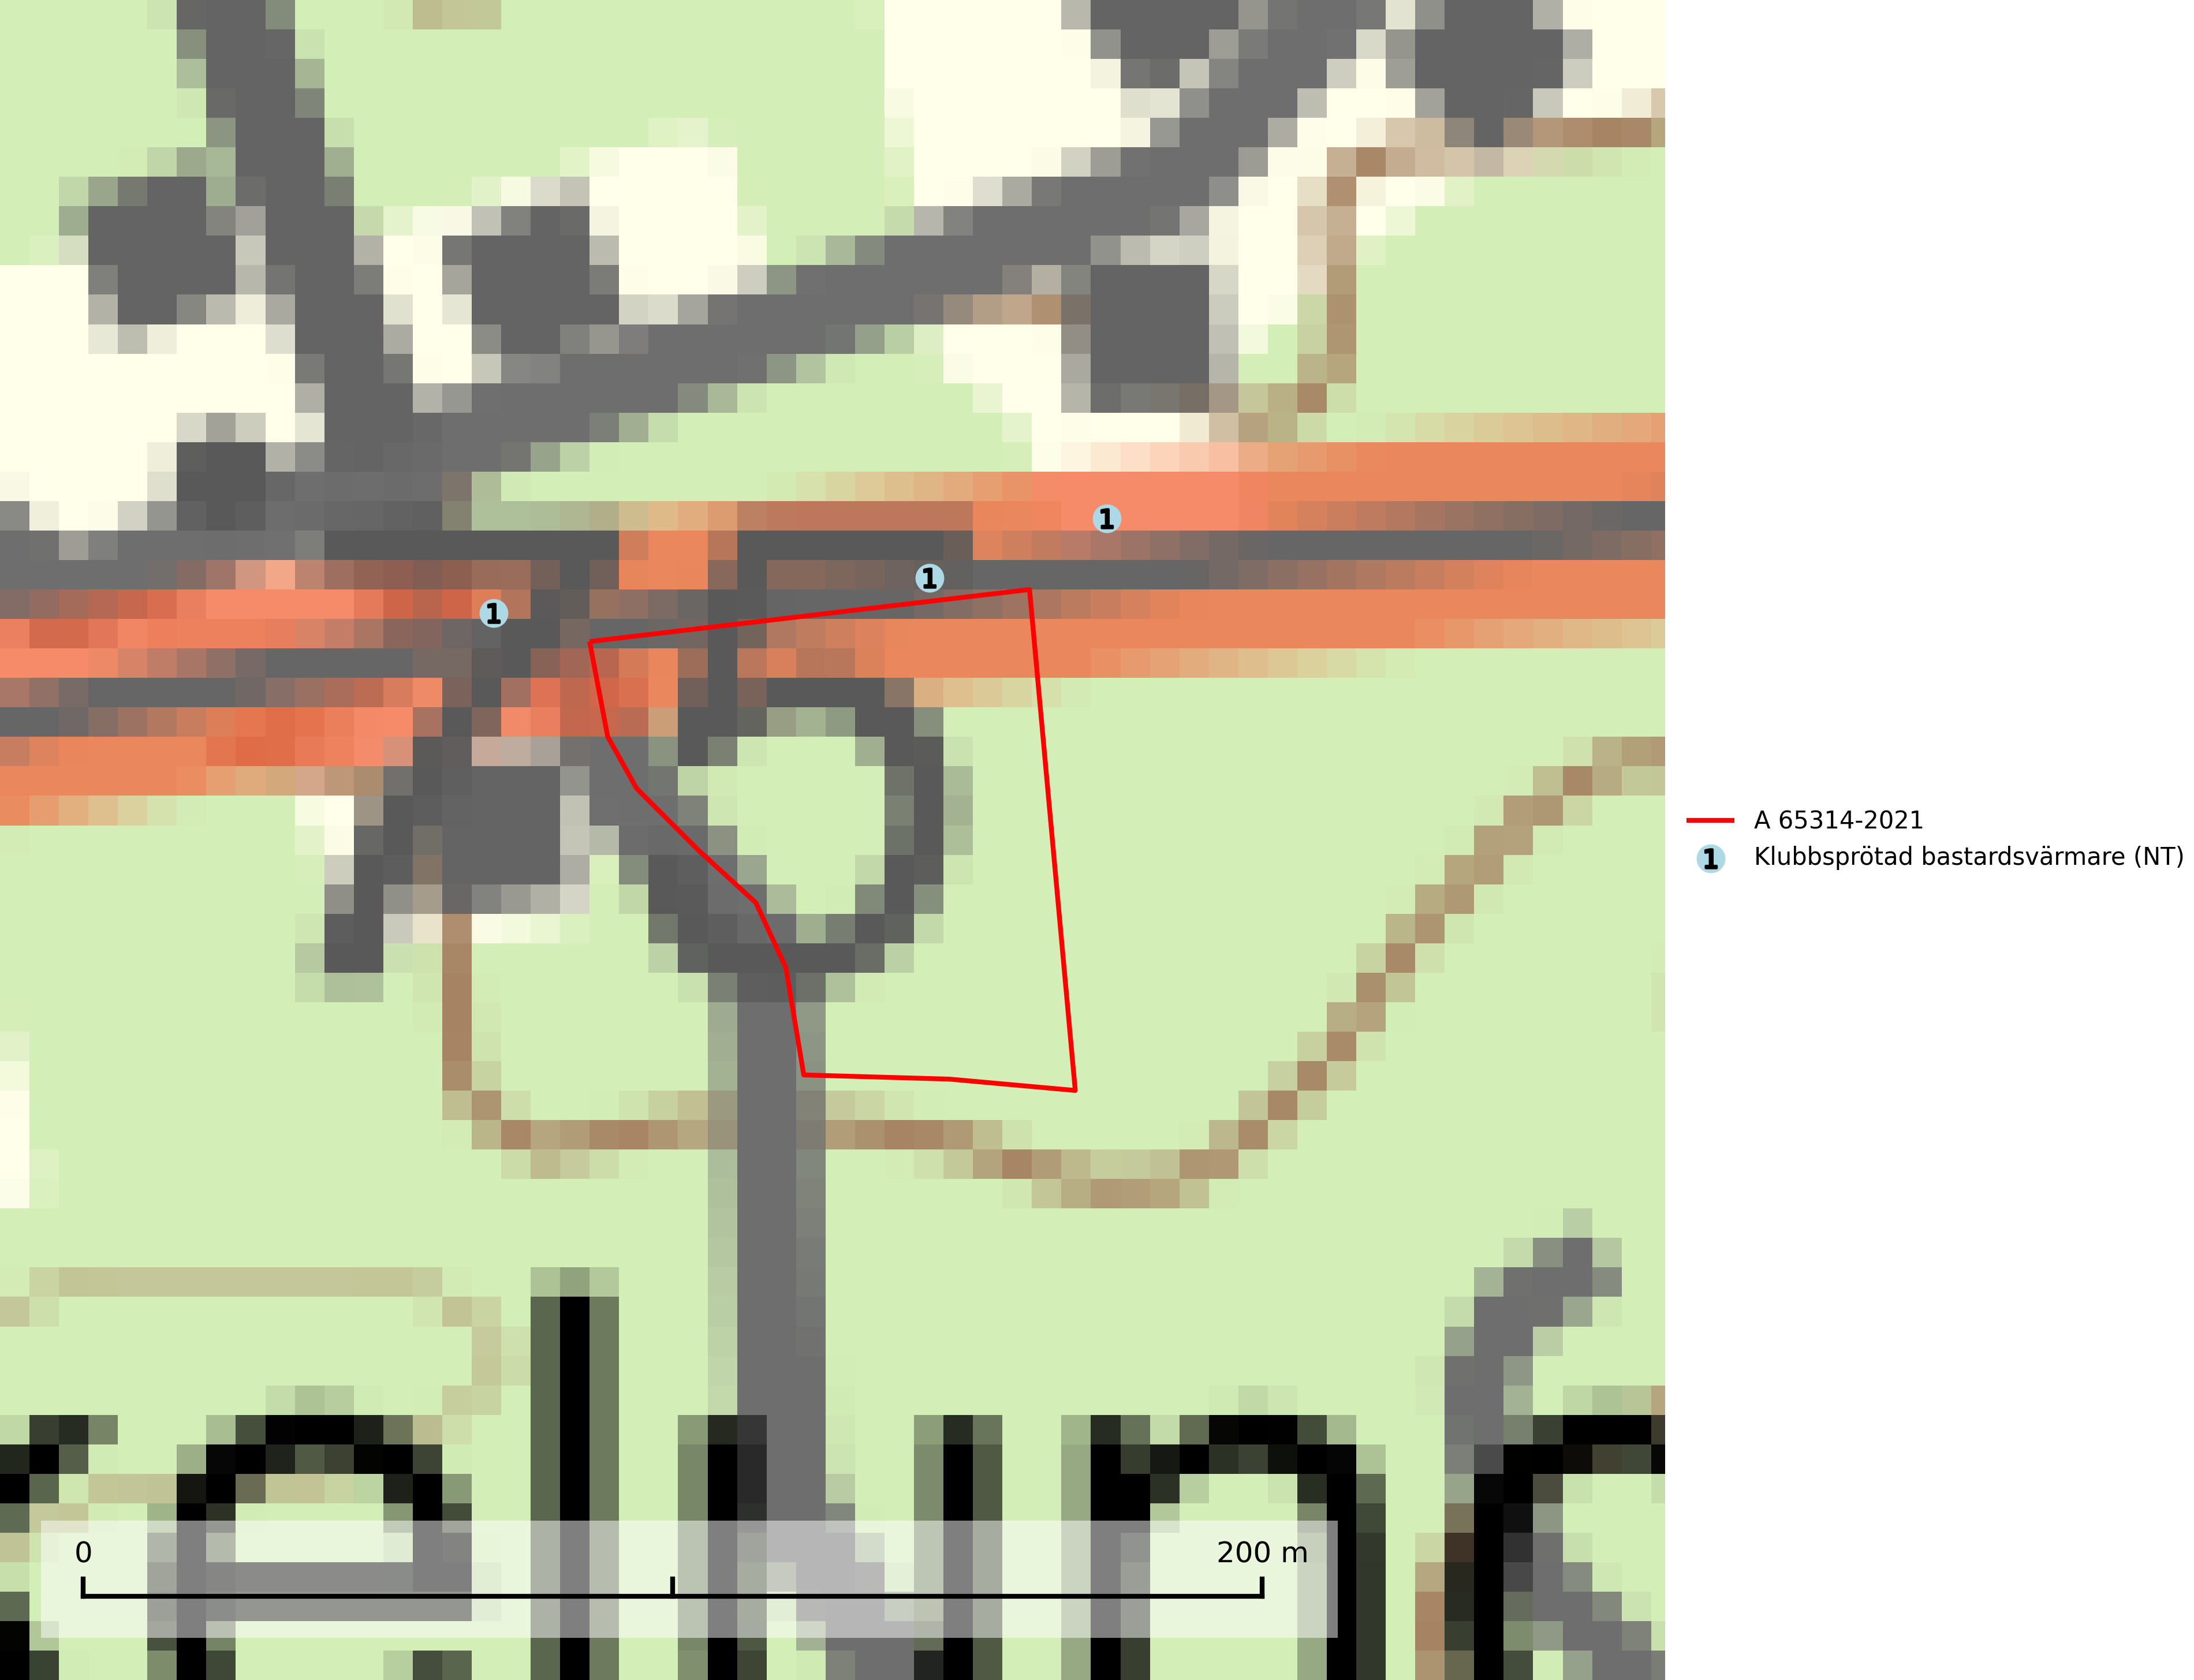 1
1
1
A 65314-2021
1 Klubbsprötad bastardsvärmare (NT)
0 200 m